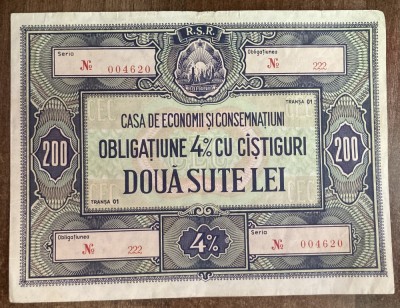 R.S.R.
Seria
Obligațiunea
№ 004620
№ 222
TRANȘA 01
CASA DE ECONOMII ȘI CONSEMNAȚIUNI
OBLIGAȚIUNE 4% CU CÎȘTIGURI
200
200
DOUĂ SUTE LEI
TRANȘA 01
Obligațiunea
Seria
№ 222
4%
№ 004620